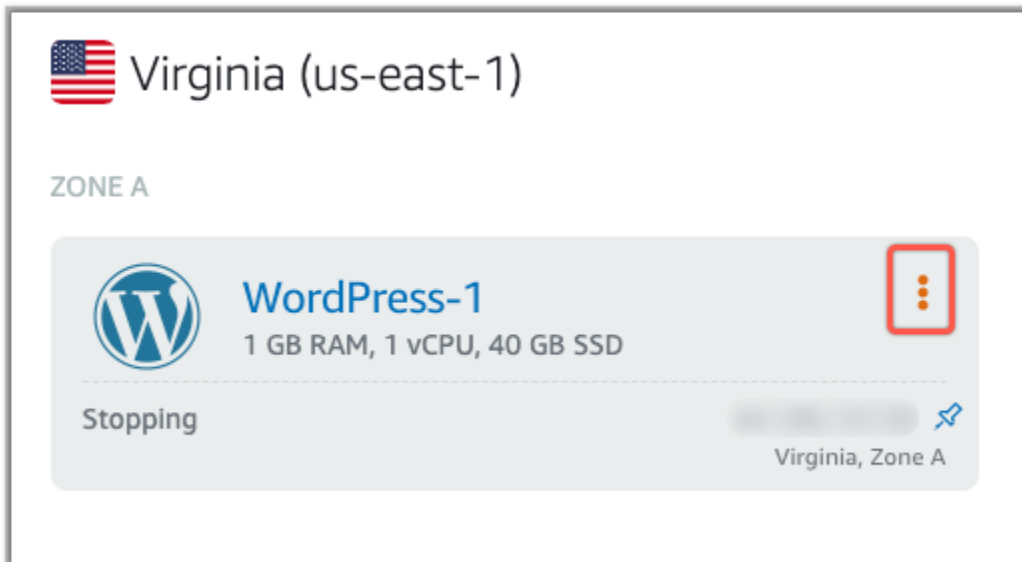 Virginia (us-east-1)
ZONE A
WordPress-1
1 GB RAM, 1 vCPU, 40 GB SSD
Stopping
Virginia, Zone A